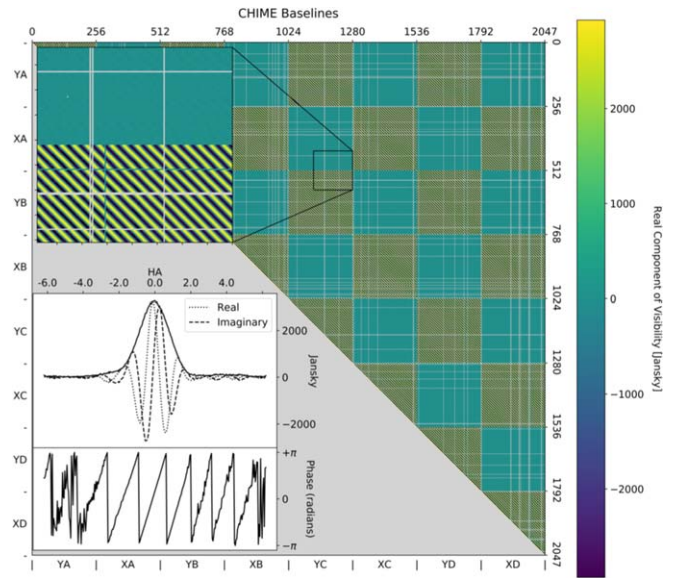 CHIME Baselines
0 256 512 768 1024 1280 1536 1792 2047
YA
XA
YB
XB
YC
XC
YD
XD
0
256
512
768
1024
1280
1536
1792
2047
HA
-6.0 -4.0 -2.0 0.0 2.0 4.0
Real
Imaginary
2000
0
−2000
Jansky
+π
0
−π
Phase (radians)
| YA | XA | YB | XB | YC | XC | YD | XD |
2000
1000
0
−1000
−2000
Real Component of Visibility [Jansky]